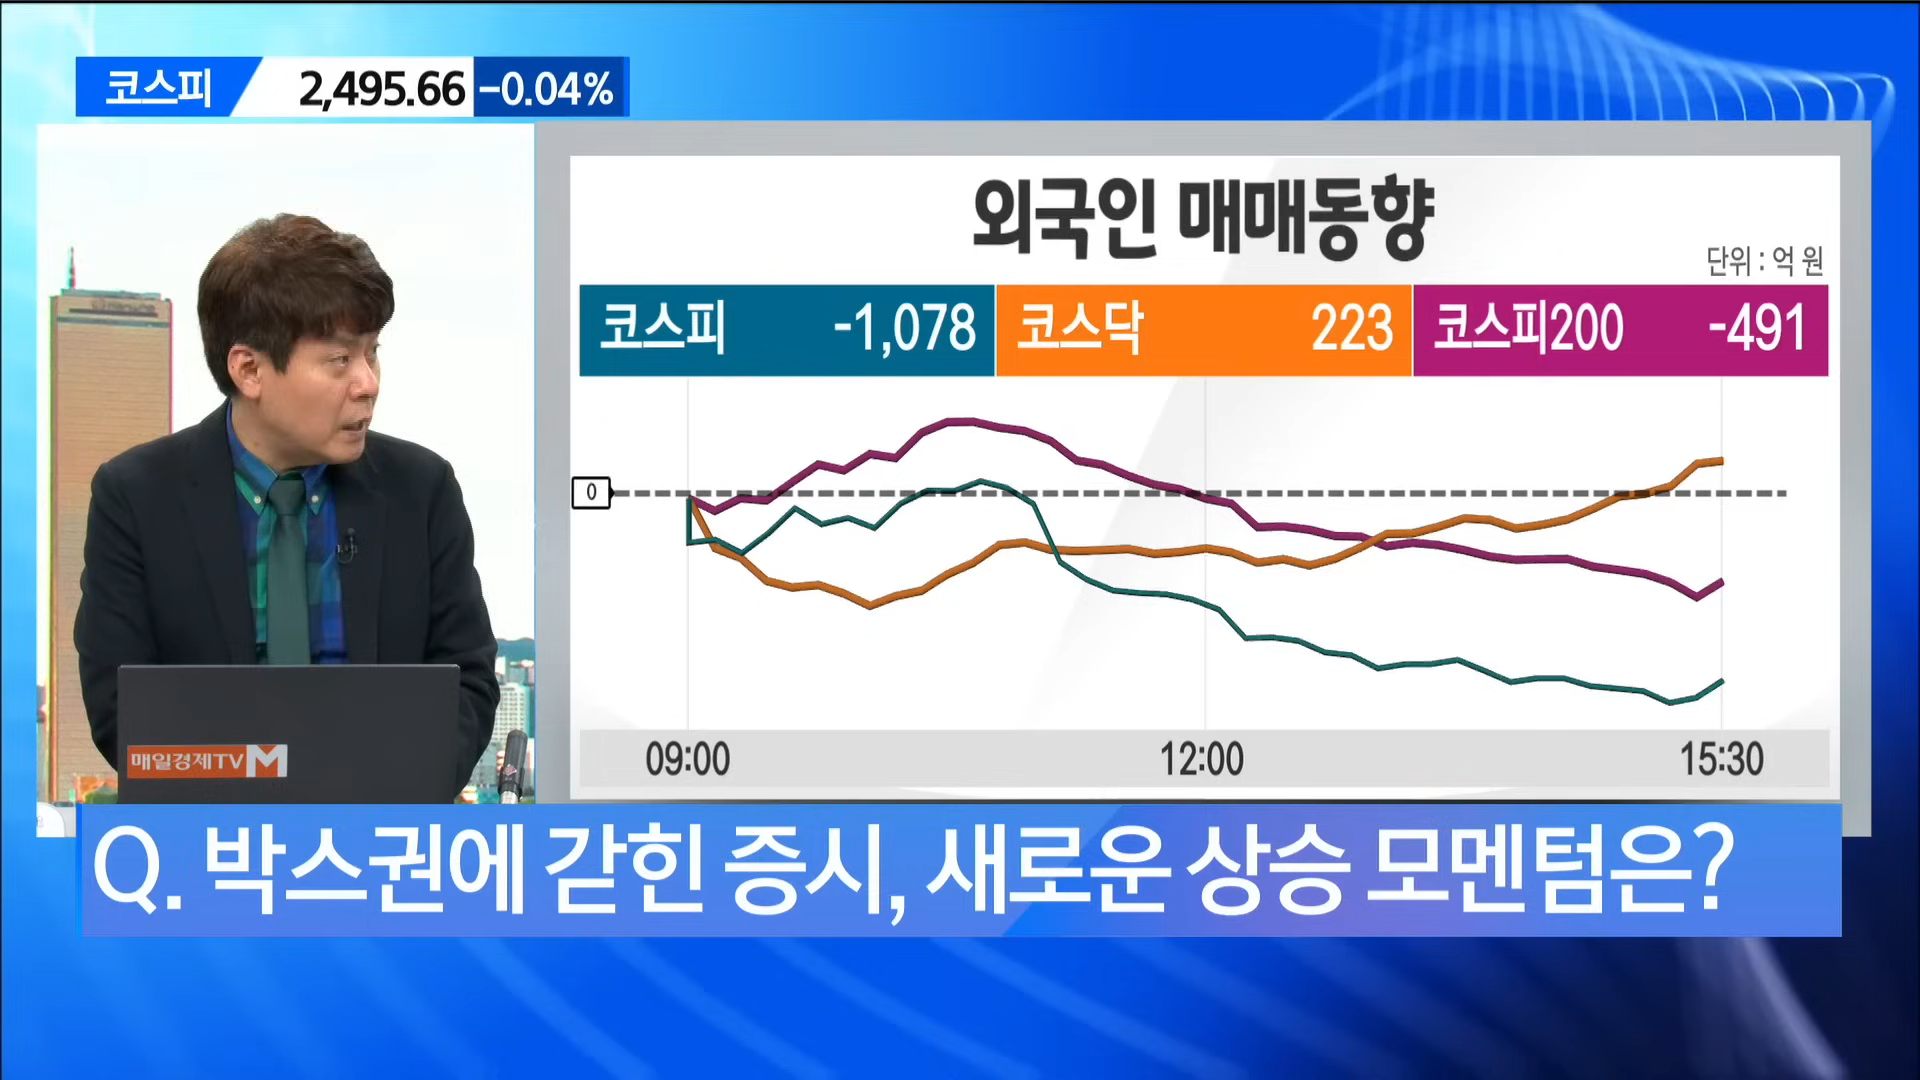 코스피 2,495.66 -0.04%
외국인 매매동향
단위 : 억 원
코스피 -1,078 코스닥 223 코스피200 -491
0
09:00 12:00 15:30
매일경제TV M
Q. 박스권에 갇힌 증시, 새로운 상승 모멘텀은?